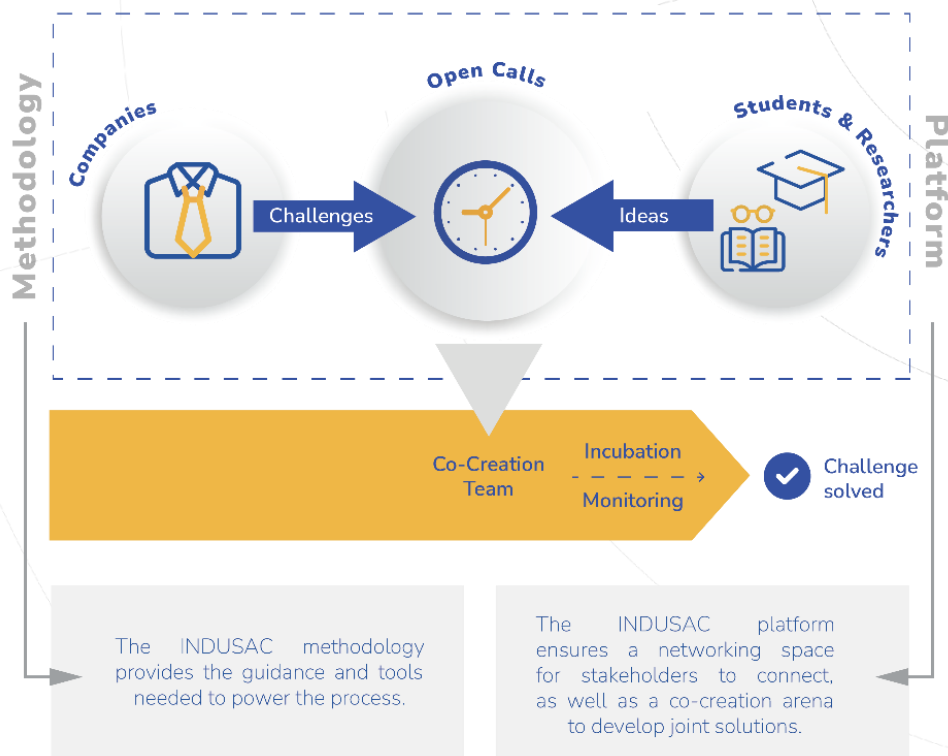 Methodology
Platform
Companies
Open Calls
Students & Researchers
Challenges
Ideas
Co-Creation
Team
Incubation
Monitoring
Challenge
solved
The INDUSAC methodology
provides the guidance and tools
needed to power the process.
The INDUSAC platform
ensures a networking space
for stakeholders to connect,
as well as a co-creation arena
to develop joint solutions.